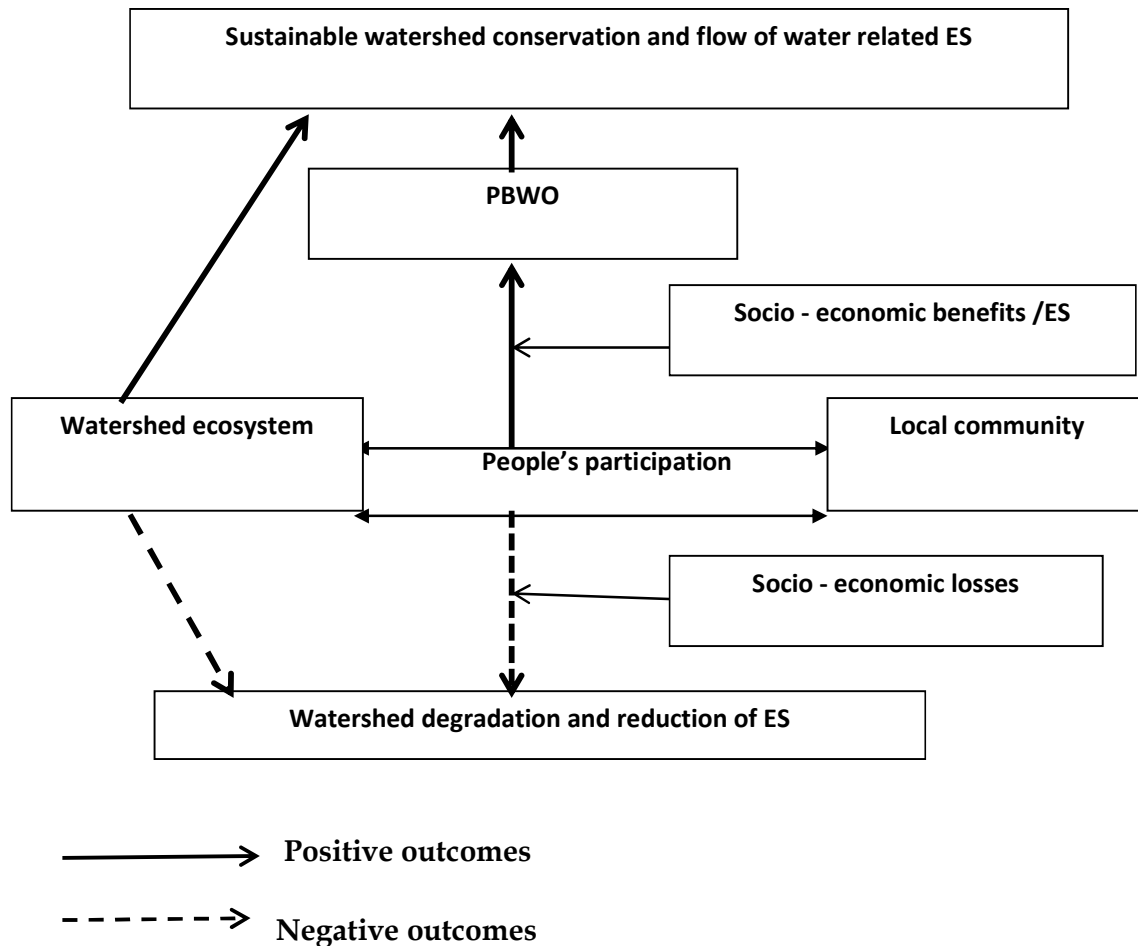 Sustainable watershed conservation and flow of water related ES
PBWO
Socio - economic benefits /ES
Watershed ecosystem
Local community
People’s participation
Socio - economic losses
Watershed degradation and reduction of ES
Positive outcomes
Negative outcomes